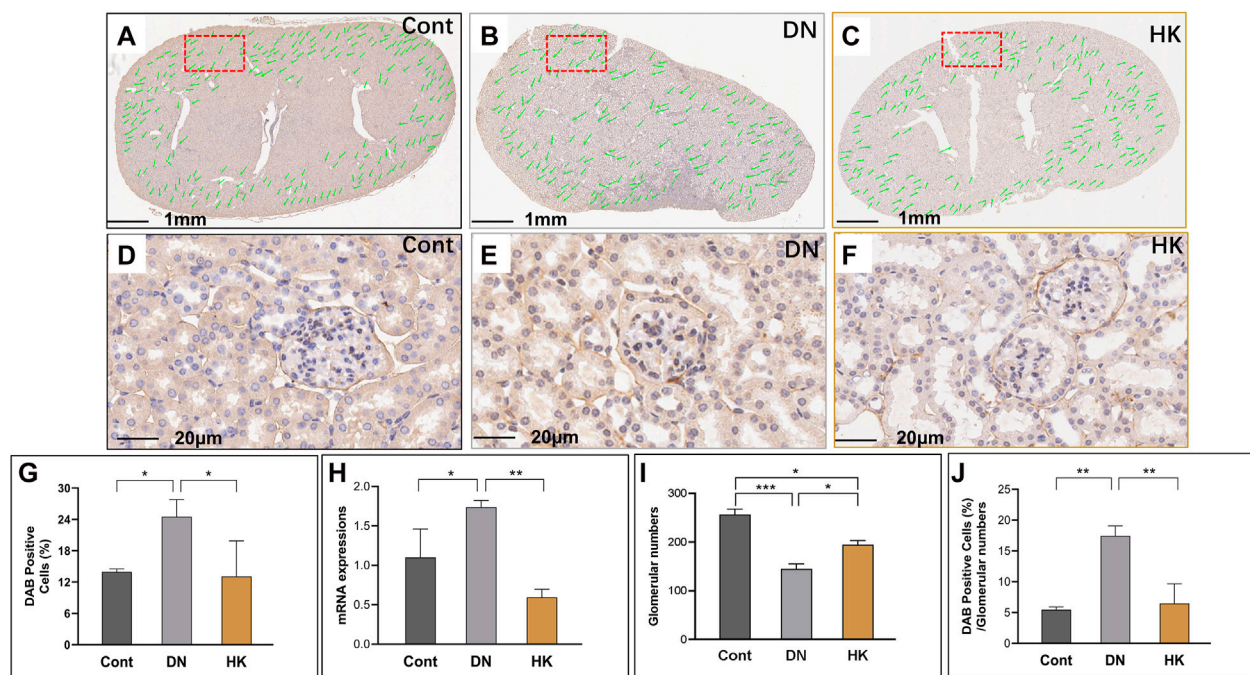 A
Cont
1mm
B
DN
1mm
C
HK
1mm
D
Cont
20μm
E
DN
20μm
F
HK
20μm
G
DAB Positive
Cells (%)
30
24
18
12
6
0
*
*
Cont DN HK
H
mRNA expressions
2.0
1.5
1.0
0.5
0.0
*
**
Cont DN HK
I
Glomerular numbers
300
200
100
0
*
***
*
Cont DN HK
J
DAB Positive Cells (%)
/Glomerular numbers
25
20
15
10
5
0
**
**
Cont DN HK